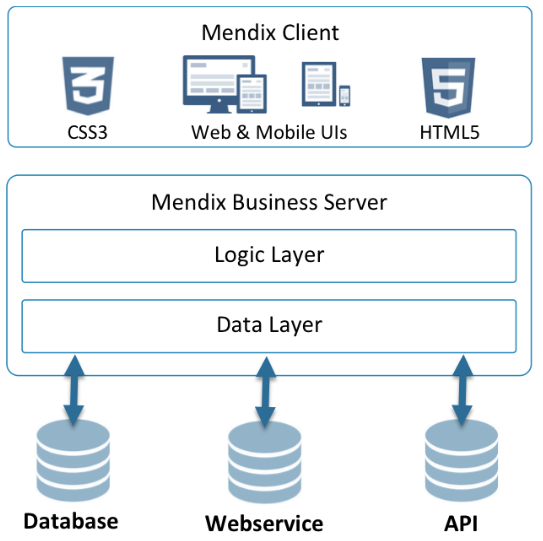 Mendix Client
3
5
CSS3
Web & Mobile UIs
HTML5
Mendix Business Server
Logic Layer
Data Layer
Database
Webservice
API